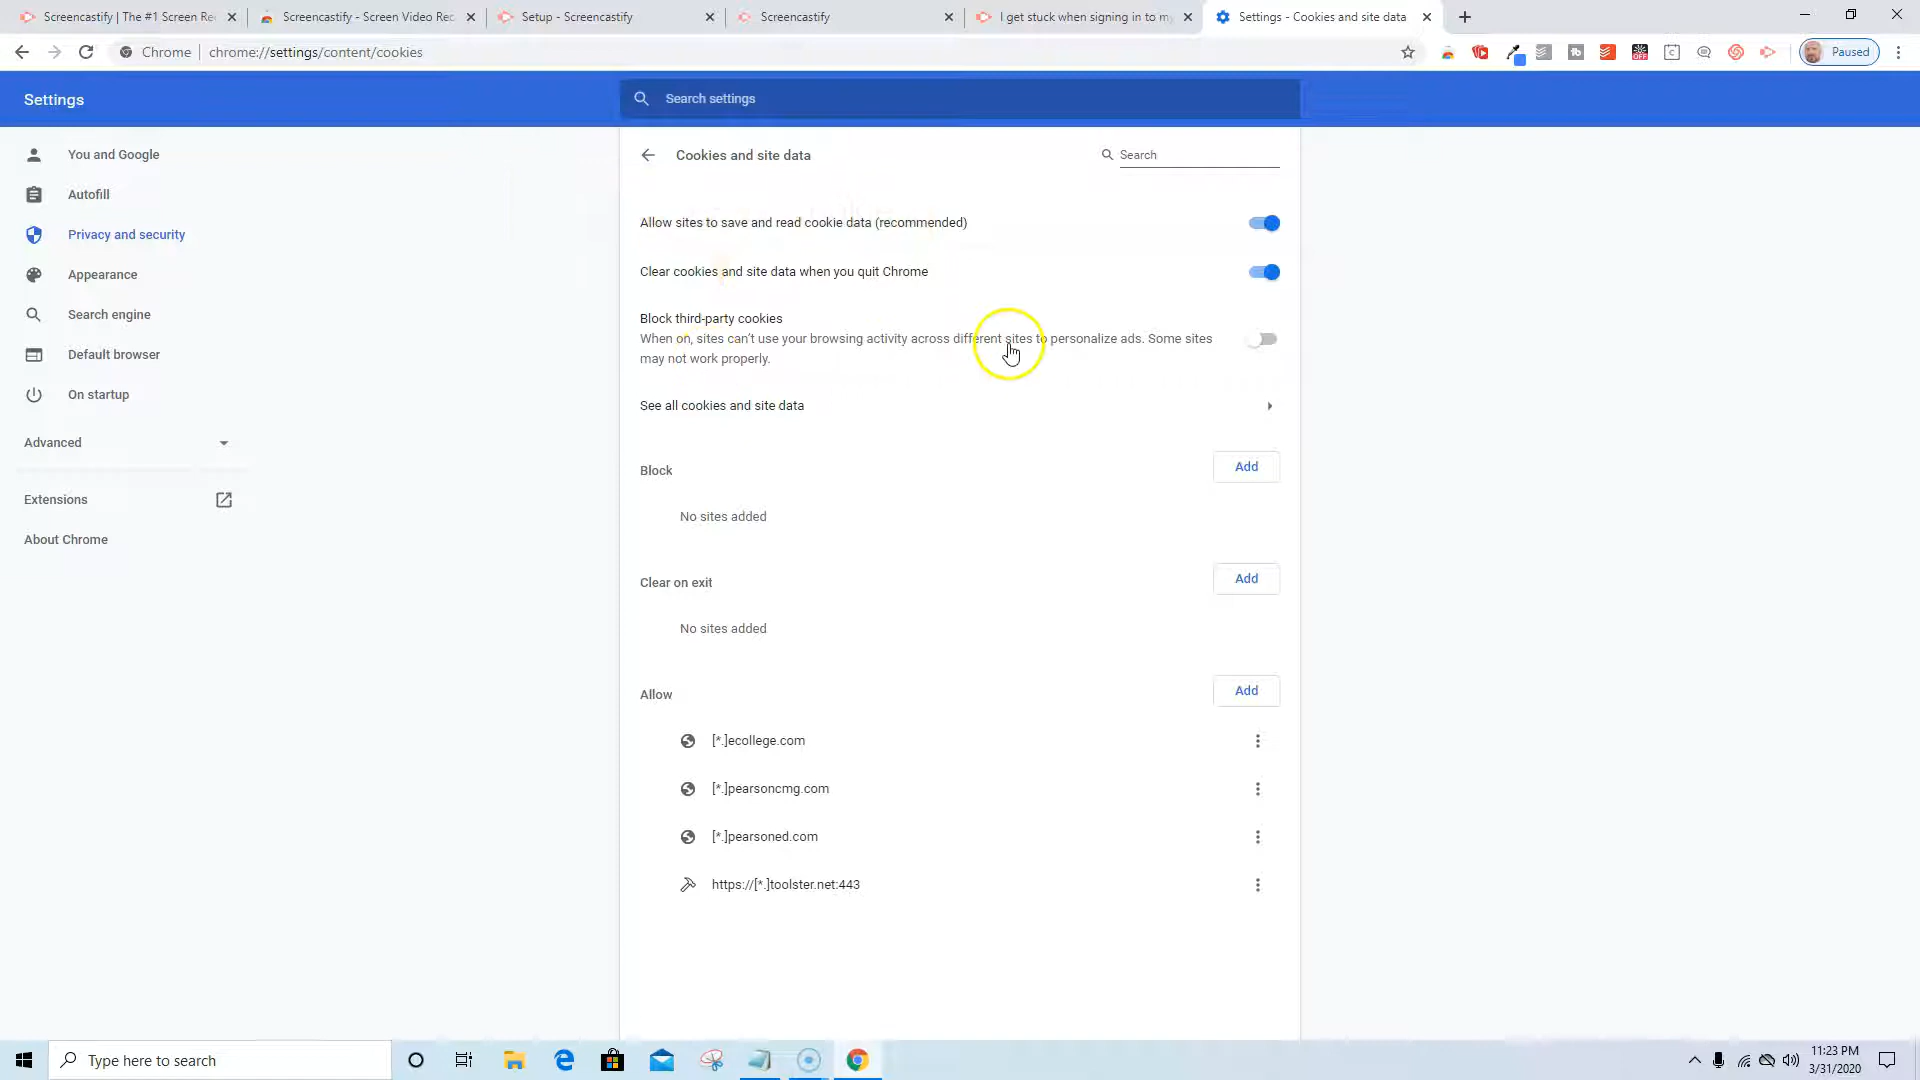 Screencastify | The #1 Screen Re
Screencastify - Screen Video Rec
Setup - Screencastify
Screencastify
I get stuck when signing in to my
Settings - Cookies and site data
Chrome
chrome://settings/content/cookies
Paused
Settings
Search settings
You and Google
Autofill
Privacy and security
Appearance
Search engine
Default browser
On startup
Advanced
Extensions
About Chrome
Cookies and site data
Search
Allow sites to save and read cookie data (recommended)
Clear cookies and site data when you quit Chrome
Block third-party cookies
When on, sites can't use your browsing activity across different sites to personalize ads. Some sites
may not work properly.
See all cookies and site data
Block
Add
No sites added
Clear on exit
Add
No sites added
Allow
Add
[*.]ecollege.com
[*.]pearsoncmg.com
[*.]pearsoned.com
https://[*.]toolster.net:443
Type here to search
11:23 PM
3/31/2020